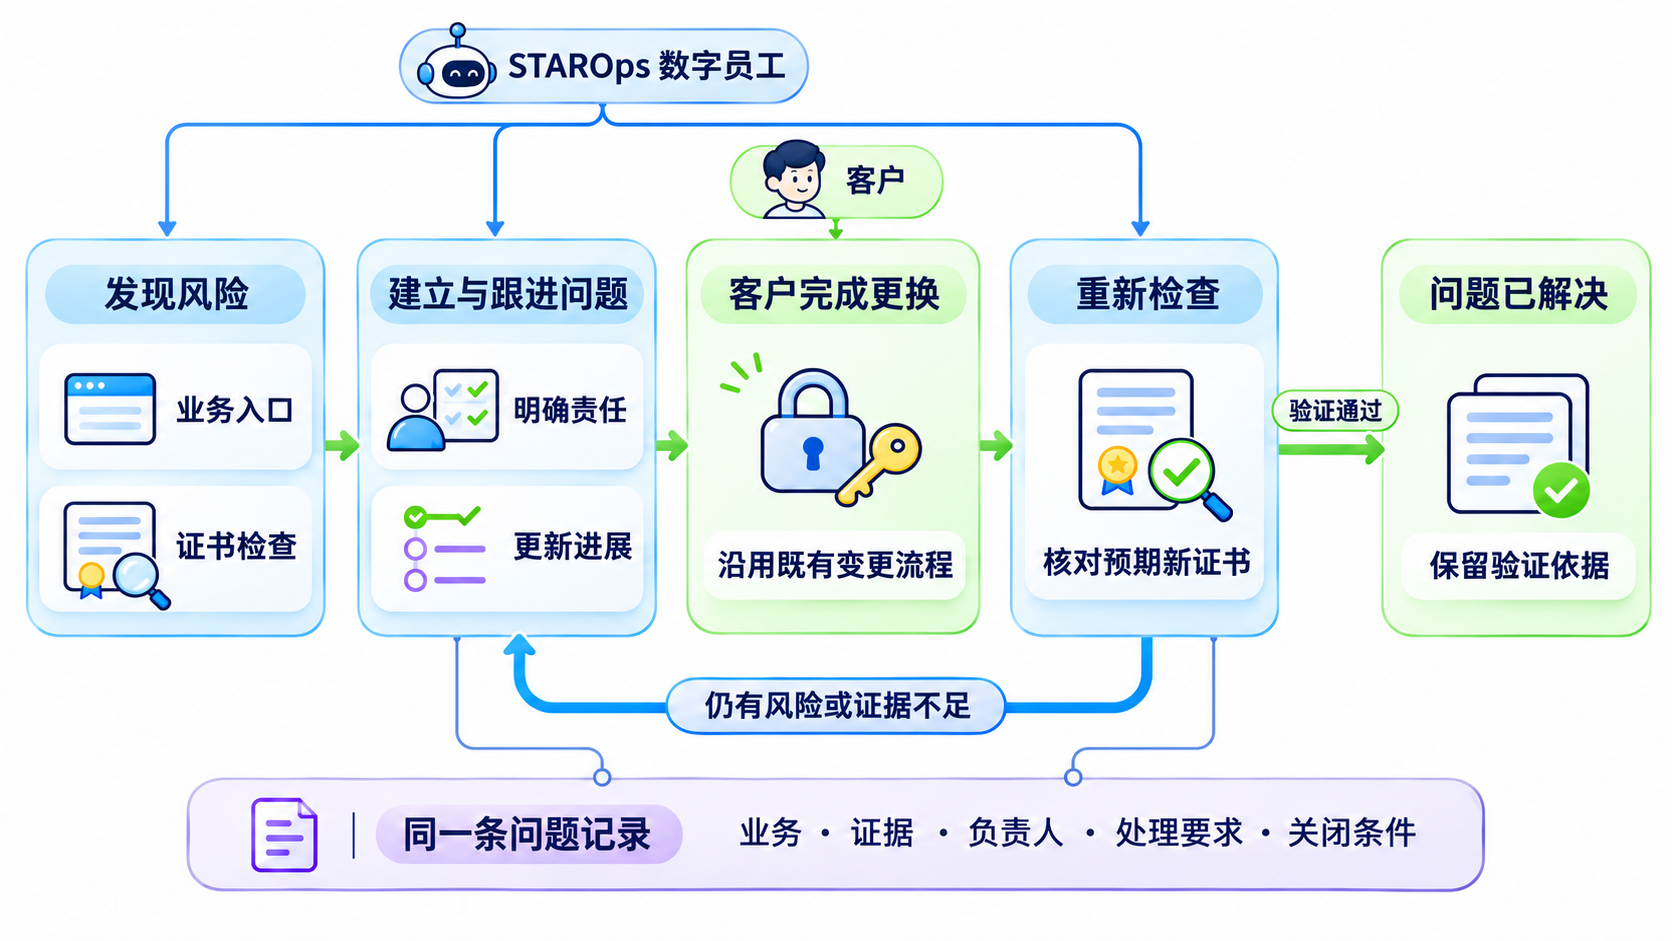 STAROps 数字员工
客户
发现风险
业务入口
证书检查
建立与跟进问题
明确责任
更新进展
客户完成更换
沿用既有变更流程
重新检查
核对预期新证书
验证通过
问题已解决
保留验证依据
仍有风险或证据不足
同一条问题记录
业务 · 证据 · 负责人 · 处理要求 · 关闭条件